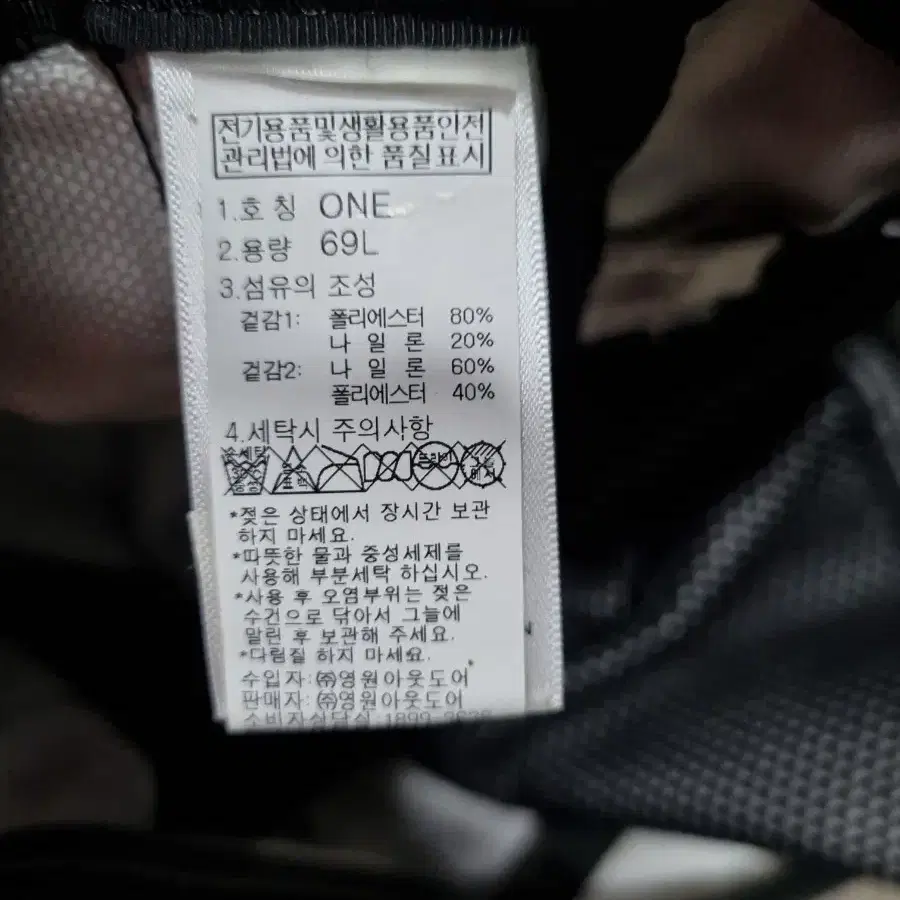 전기용품및생활용품안전
관리법에 의한 품질표시
1.호 칭 ONE
2.용량 69L
3.섬유의 조성
겉감1: 폴리에스터 80%
나 일 론 20%
겉감2: 나 일 론 60%
폴리에스터 40%
4.세탁시 주의사항
*젖은 상태에서 장시간 보관
하지 마세요.
*따뜻한 물과 중성세제를
사용해 부분세탁 하십시오.
*사용 후 오염부위는 젖은
수건으로 닦아서 그늘에
말린 후 보관해 주세요.
*다림질 하지 마세요.
수입자:㈜영원아웃도어
판매자:㈜영원아웃도어
소비자상담실:1899-